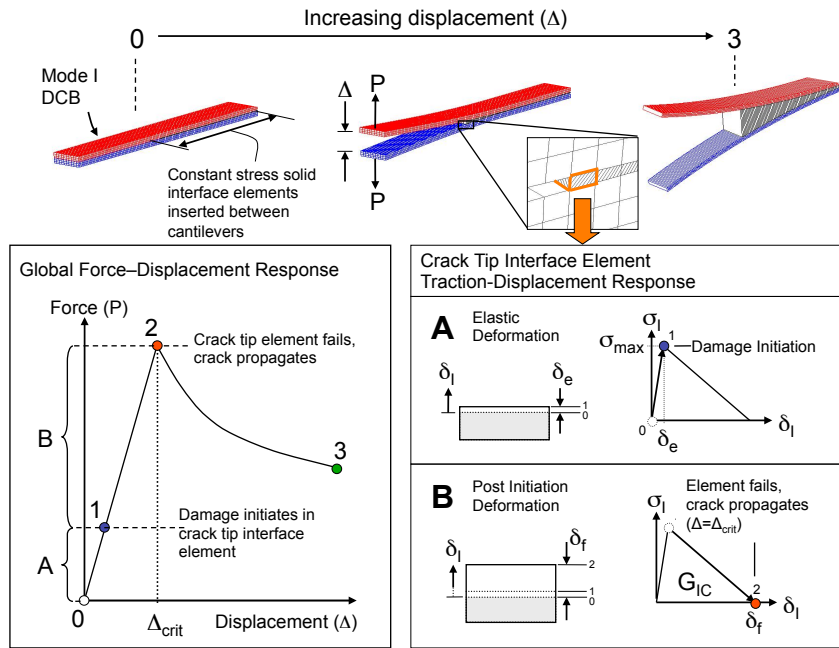 Increasing displacement (Δ)
0
3
Mode I
DCB
Δ
P
P
Constant stress solid
interface elements
inserted between
cantilevers
Global Force–Displacement Response
Force (P)
2
Crack tip element fails,
crack propagates
B
3
1
Damage initiates in
crack tip interface
element
A
0
Δcrit
Displacement (Δ)
Crack Tip Interface Element
Traction-Displacement Response
A
Elastic
Deformation
δI
δe
1
0
σI
σmax
1
Damage Initiation
0
δe
δI
B
Post Initiation
Deformation
δI
δf
2
1
0
Element fails,
crack propagates
(Δ=Δcrit)
σI
GIC
2
δf
δI